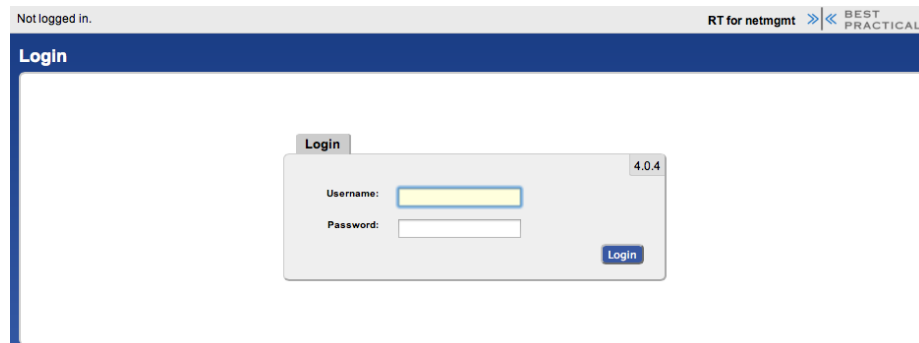 Not logged in.
RT for netmgmt »|« BEST PRACTICAL
Login
Login
4.0.4
Username:
Password:
Login